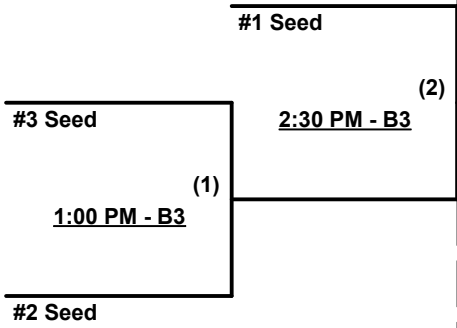 #1 Seed
(2)
#3 Seed
2:30 PM - B3
(1)
1:00 PM - B3
#2 Seed